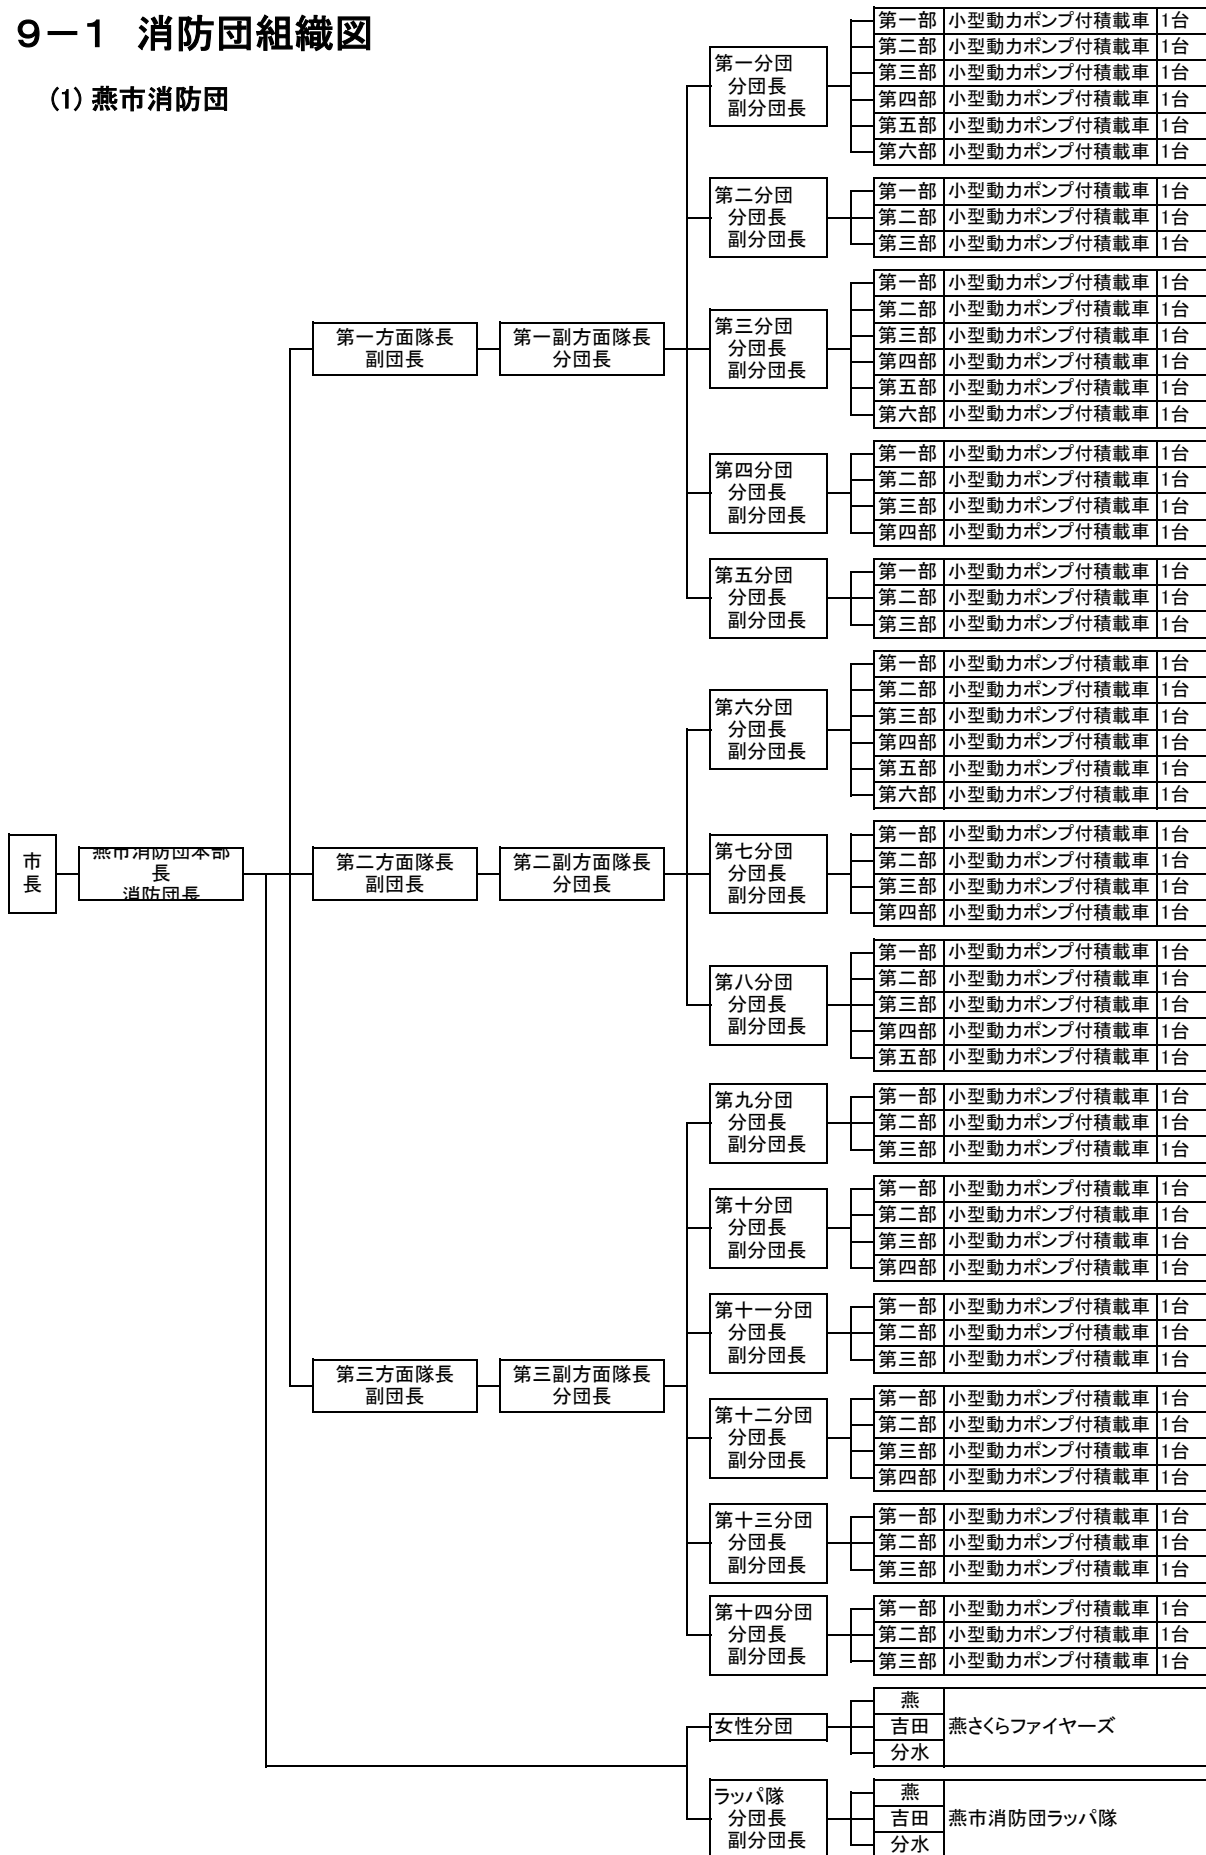 9－1 消防団組織図
(1) 燕市消防団
市
長
燕市消防団本部
長
消防団長
第一方面隊長
副団長
第一副方面隊長
分団長
第一分団
分団長
副分団長
第一部 小型動力ポンプ付積載車 1台
第二部 小型動力ポンプ付積載車 1台
第三部 小型動力ポンプ付積載車 1台
第四部 小型動力ポンプ付積載車 1台
第五部 小型動力ポンプ付積載車 1台
第六部 小型動力ポンプ付積載車 1台
第二分団
分団長
副分団長
第一部 小型動力ポンプ付積載車 1台
第二部 小型動力ポンプ付積載車 1台
第三部 小型動力ポンプ付積載車 1台
第三分団
分団長
副分団長
第一部 小型動力ポンプ付積載車 1台
第二部 小型動力ポンプ付積載車 1台
第三部 小型動力ポンプ付積載車 1台
第四部 小型動力ポンプ付積載車 1台
第五部 小型動力ポンプ付積載車 1台
第六部 小型動力ポンプ付積載車 1台
第四分団
分団長
副分団長
第一部 小型動力ポンプ付積載車 1台
第二部 小型動力ポンプ付積載車 1台
第三部 小型動力ポンプ付積載車 1台
第四部 小型動力ポンプ付積載車 1台
第五分団
分団長
副分団長
第一部 小型動力ポンプ付積載車 1台
第二部 小型動力ポンプ付積載車 1台
第三部 小型動力ポンプ付積載車 1台
第二方面隊長
副団長
第二副方面隊長
分団長
第六分団
分団長
副分団長
第一部 小型動力ポンプ付積載車 1台
第二部 小型動力ポンプ付積載車 1台
第三部 小型動力ポンプ付積載車 1台
第四部 小型動力ポンプ付積載車 1台
第五部 小型動力ポンプ付積載車 1台
第六部 小型動力ポンプ付積載車 1台
第七分団
分団長
副分団長
第一部 小型動力ポンプ付積載車 1台
第二部 小型動力ポンプ付積載車 1台
第三部 小型動力ポンプ付積載車 1台
第四部 小型動力ポンプ付積載車 1台
第八分団
分団長
副分団長
第一部 小型動力ポンプ付積載車 1台
第二部 小型動力ポンプ付積載車 1台
第三部 小型動力ポンプ付積載車 1台
第四部 小型動力ポンプ付積載車 1台
第五部 小型動力ポンプ付積載車 1台
第三方面隊長
副団長
第三副方面隊長
分団長
第九分団
分団長
副分団長
第一部 小型動力ポンプ付積載車 1台
第二部 小型動力ポンプ付積載車 1台
第三部 小型動力ポンプ付積載車 1台
第十分団
分団長
副分団長
第一部 小型動力ポンプ付積載車 1台
第二部 小型動力ポンプ付積載車 1台
第三部 小型動力ポンプ付積載車 1台
第四部 小型動力ポンプ付積載車 1台
第十一分団
分団長
副分団長
第一部 小型動力ポンプ付積載車 1台
第二部 小型動力ポンプ付積載車 1台
第三部 小型動力ポンプ付積載車 1台
第十二分団
分団長
副分団長
第一部 小型動力ポンプ付積載車 1台
第二部 小型動力ポンプ付積載車 1台
第三部 小型動力ポンプ付積載車 1台
第四部 小型動力ポンプ付積載車 1台
第十三分団
分団長
副分団長
第一部 小型動力ポンプ付積載車 1台
第二部 小型動力ポンプ付積載車 1台
第三部 小型動力ポンプ付積載車 1台
第十四分団
分団長
副分団長
第一部 小型動力ポンプ付積載車 1台
第二部 小型動力ポンプ付積載車 1台
第三部 小型動力ポンプ付積載車 1台
女性分団
燕
吉田
分水
燕さくらファイヤーズ
ラッパ隊
分団長
副分団長
燕
吉田
分水
燕市消防団ラッパ隊